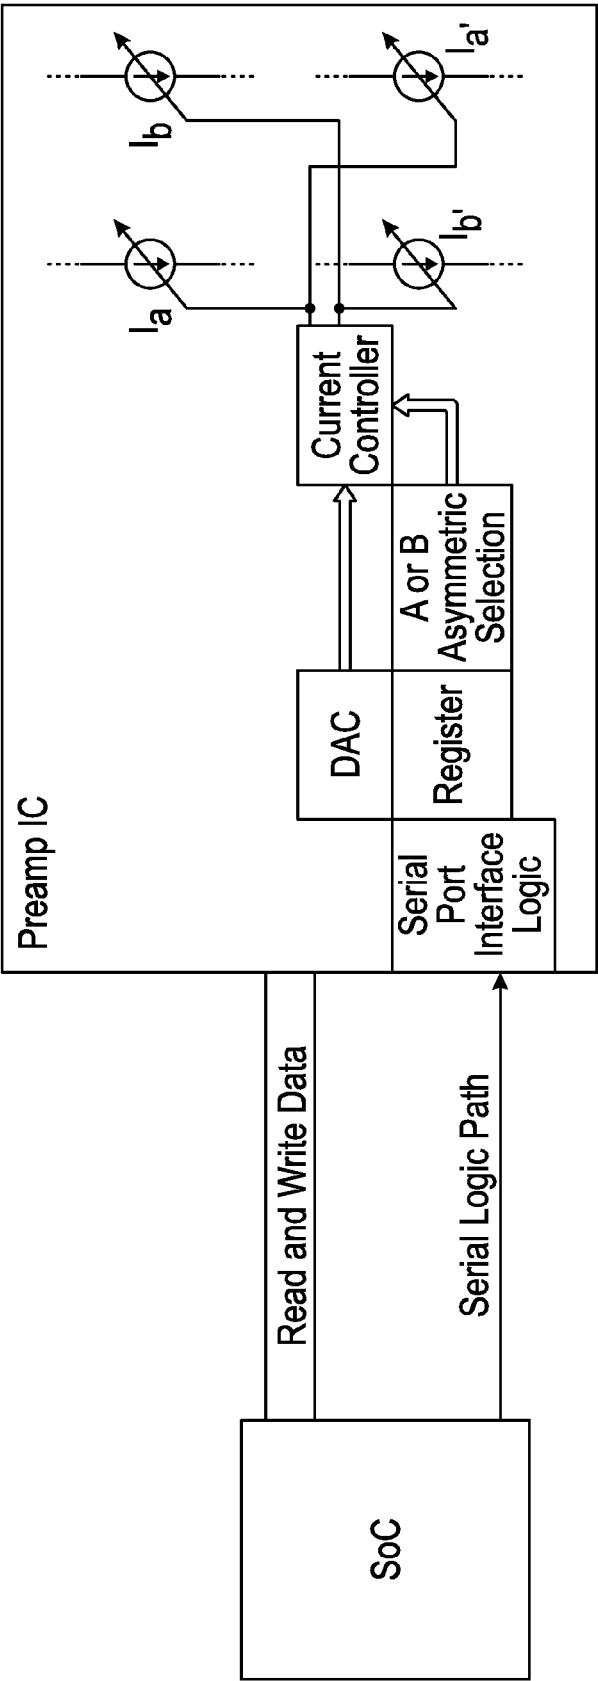 Preamp IC
SoC
Read and Write Data
Serial Logic Path
Serial
Port
Interface
Logic
DAC
Register
A or B
Asymmetric
Selection
Current
Controller
Ia
Ib
Ib'
Ia'